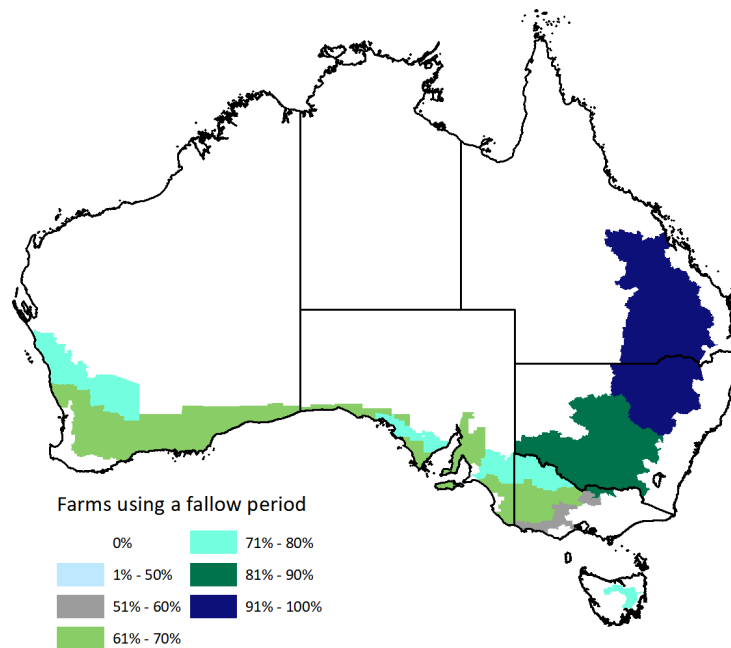 Farms using a fallow period
0%
1% - 50%
51% - 60%
61% - 70%
71% - 80%
81% - 90%
91% - 100%